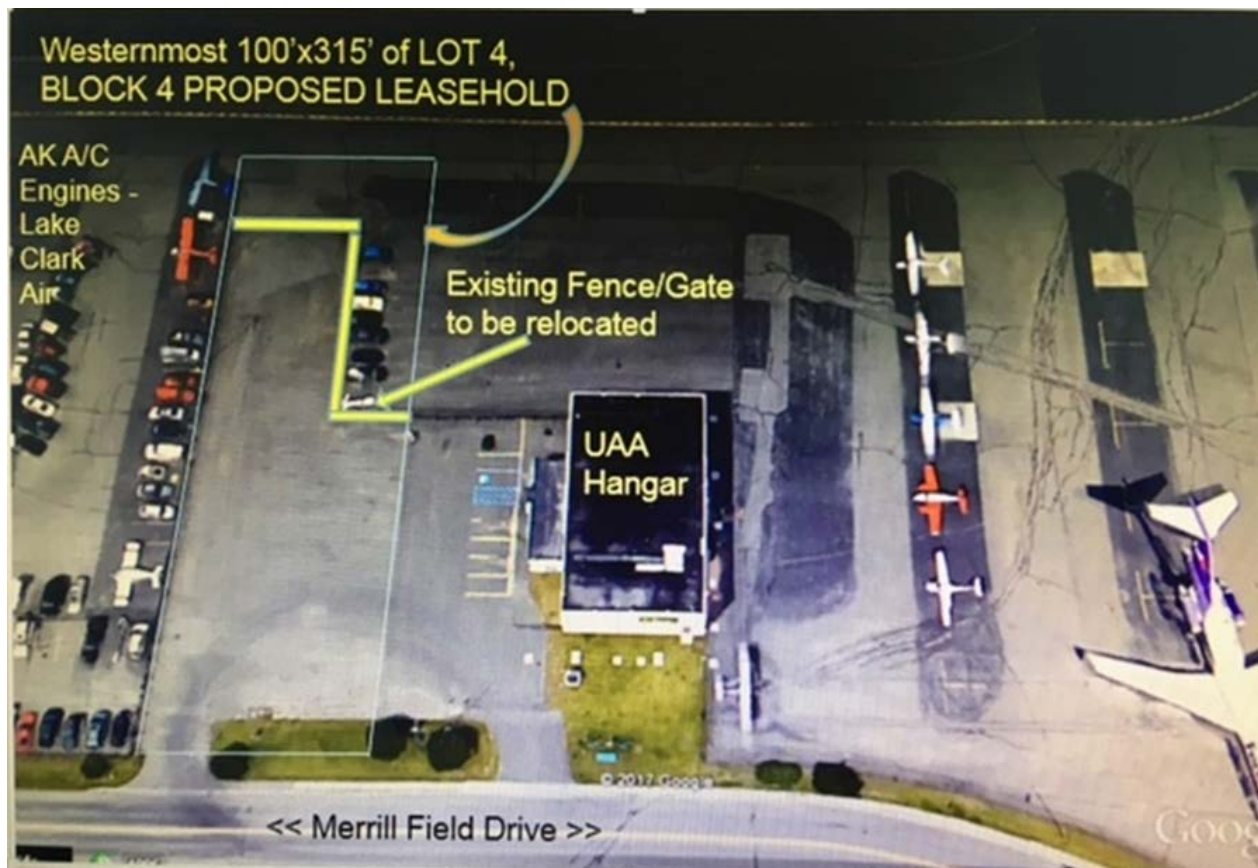 Westernmost 100'x315' of LOT 4,
BLOCK 4 PROPOSED LEASEHOLD
AK A/C
Engines -
Lake
Clark
Air
Existing Fence/Gate
to be relocated
UAA
Hangar
© 2017 Google
<< Merrill Field Drive >>
Goog